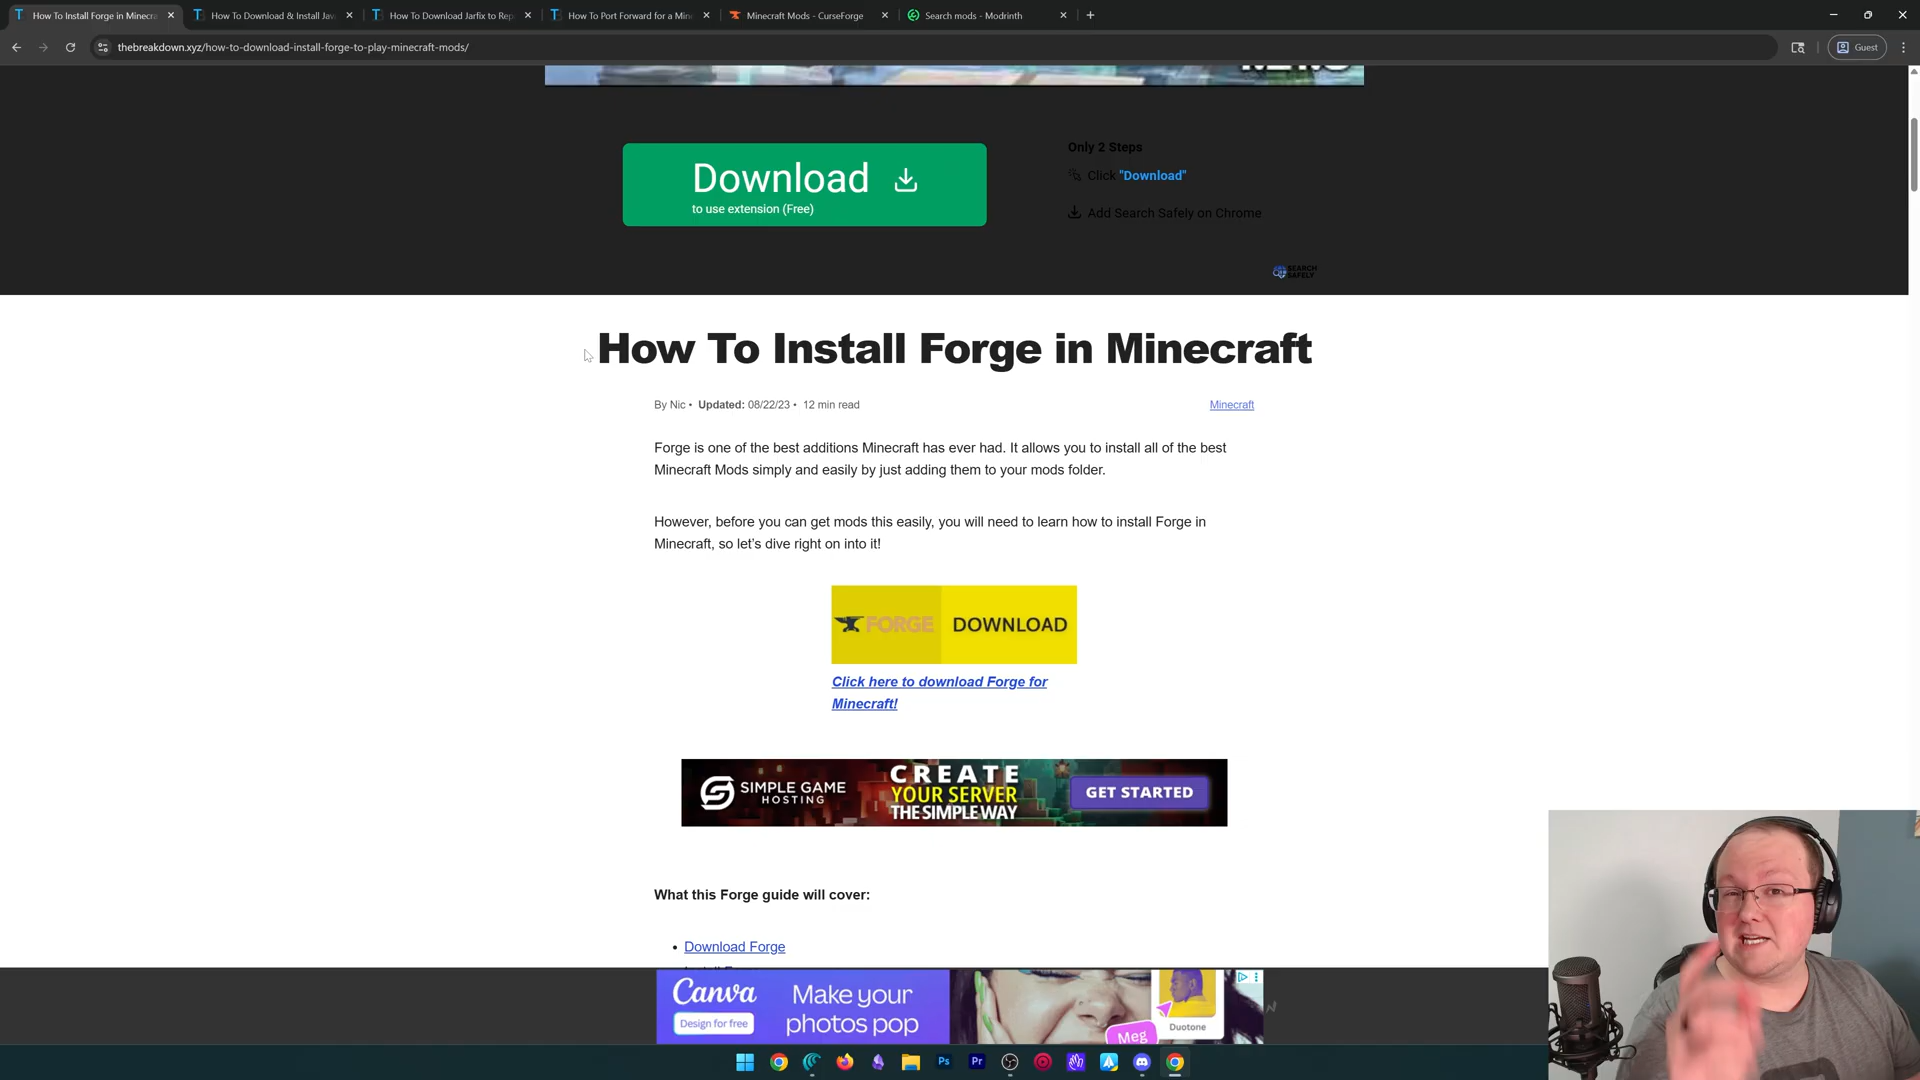 How To Install Forge in Minecra
How To Download & Install Jav
How To Download Jarfix to Rep
How To Port Forward for a Min
Minecraft Mods - CurseForge
Search mods - Modrinth
thebreakdown.xyz/how-to-download-install-forge-to-play-minecraft-mods/
Guest
Download
to use extension (Free)
Only 2 Steps
Click "Download"
Add Search Safely on Chrome
SEARCH
SAFELY
How To Install Forge in Minecraft
By Nic • Updated: 08/22/23 • 12 min read
Minecraft
Forge is one of the best additions Minecraft has ever had. It allows you to install all of the best
Minecraft Mods simply and easily by just adding them to your mods folder.
However, before you can get mods this easily, you will need to learn how to install Forge in
Minecraft, so let's dive right on into it!
FORGE DOWNLOAD
Click here to download Forge for
Minecraft!
SIMPLE GAME
HOSTING
CREATE
YOUR SERVER
THE SIMPLE WAY
GET STARTED
What this Forge guide will cover:
• Download Forge
Canva
Design for free
Make your
photos pop
Meg
Duotone
Ps
Pr